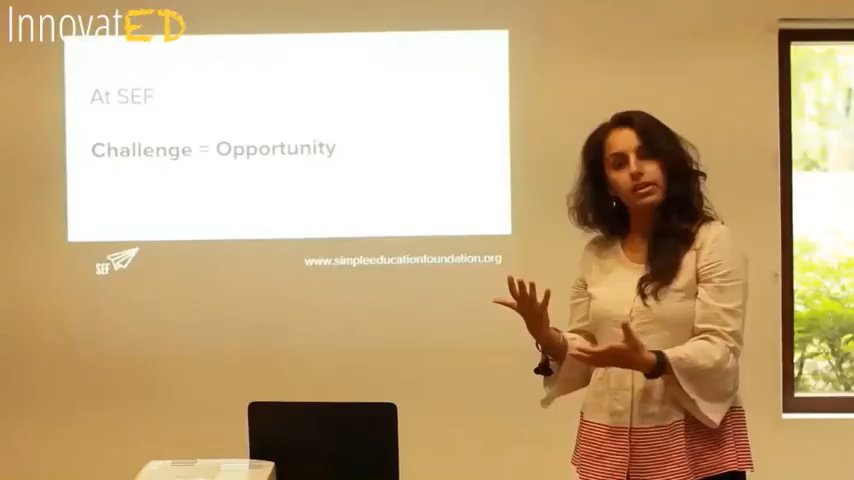 InnovatED
At SEF
Challenge = Opportunity
SEF
www.simpleeducationfoundation.org